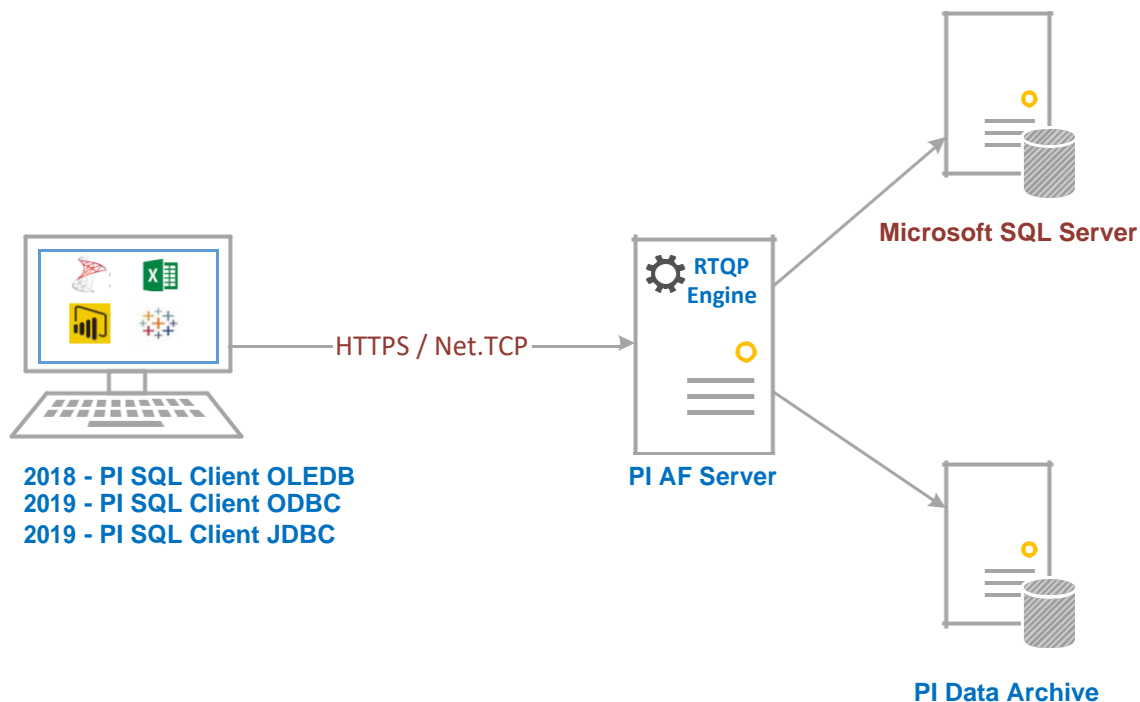 Microsoft SQL Server
RTQP
Engine
HTTPS / Net.TCP
2018 - PI SQL Client OLEDB
2019 - PI SQL Client ODBC
2019 - PI SQL Client JDBC
PI AF Server
PI Data Archive